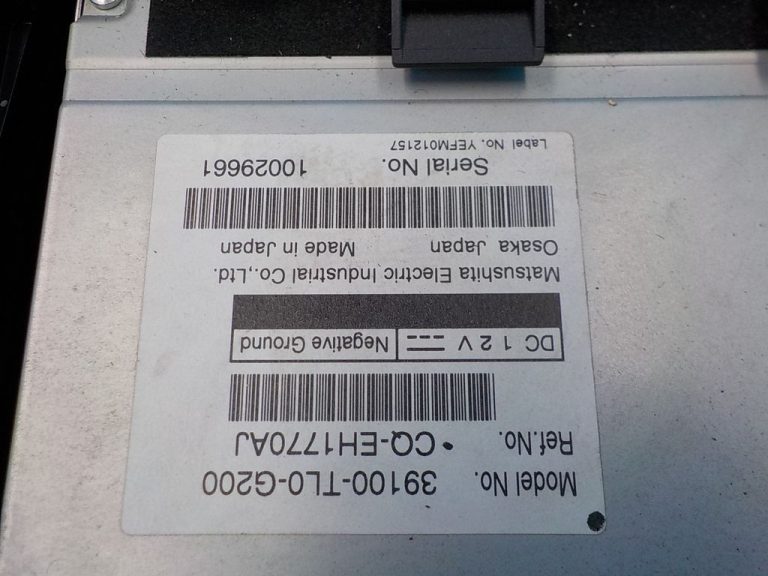 Model No. 39100-TL0-G200
Ref.No. •CQ-EH1770AJ
DC 12V Negative Ground
Matsushita Electric Industrial Co.,Ltd.
Osaka Japan Made in Japan
Serial No. 10029661
Label No. YEFM012157